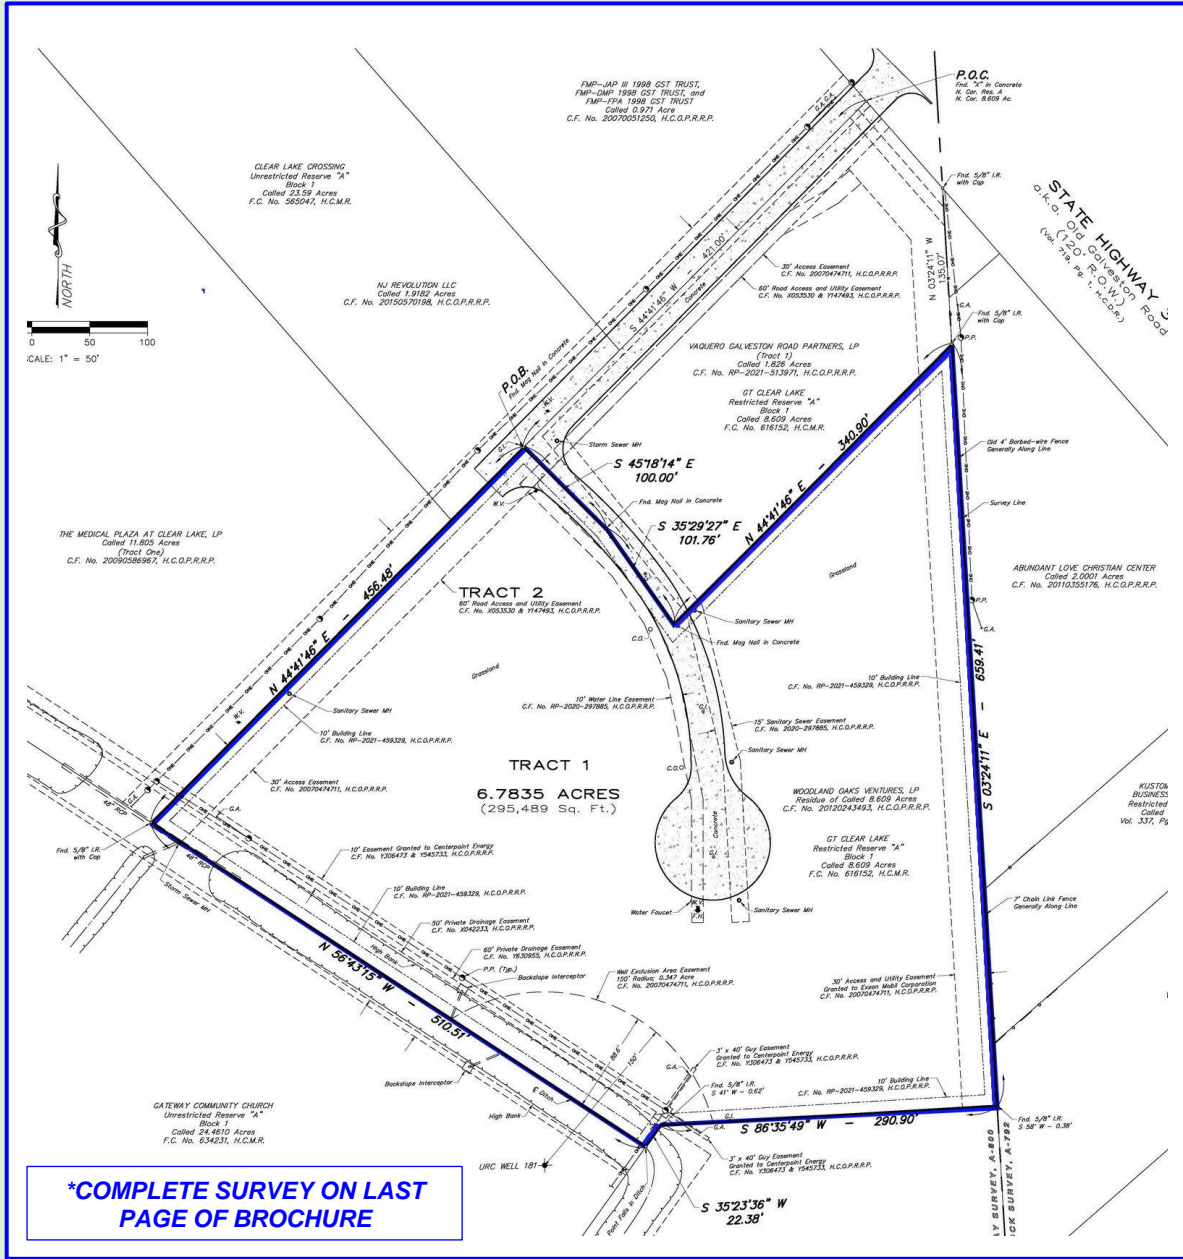 FMP-JAP III 1998 GST TRUST,
FMP-DMP 1998 GST TRUST, and
FMP-FPA 1998 GST TRUST
Called 0.971 Acre
C.F. No. 20070051250, H.C.O.P.R.R.P.
P.O.C.
Fnd. "X" in Concrete
N. Cor. Res. A
N. Cor. 8.609 Ac.
G.A.
G.A.
CLEAR LAKE CROSSING
Unrestricted Reserve "A"
Block 1
Called 23.59 Acres
F.C. No. 565047, H.C.M.R.
Fnd. 5/8" I.R.
with Cap
STATE HIGHWAY 3
a.k.a. Old Galveston Road
(120' R.O.W.)
(Vol. 719, Pg. 1, H.C.D.R.)
NORTH
0 50 100
SCALE: 1" = 50'
NJ REVOLUTION LLC
Called 1.9182 Acres
C.F. No. 20150570198, H.C.O.P.R.R.P.
S 44°41'46" W
421.00'
Concrete
30' Access Easement
C.F. No. 20070474711, H.C.O.P.R.R.P.
60' Road Access and Utility Easement
C.F. No. X053530 & Y147493, H.C.O.P.R.R.P.
N 03°24'11" W
135.07'
G.A.
Fnd. 5/8" I.R.
with Cap
P.P.
VAQUERO GALVESTON ROAD PARTNERS, LP
(Tract 1)
Called 1.826 Acres
C.F. No. RP-2021-513971, H.C.O.P.R.R.P.
GT CLEAR LAKE
Restricted Reserve "A"
Block 1
Called 8.609 Acres
F.C. No. 616152, H.C.M.R.
P.O.B.
Fnd. Mag Nail in Concrete
W.V.
G.I.
Storm Sewer MH
S 45°18'14" E
100.00'
N 44°41'46" E - 340.90'
Old 4' Barbed-wire Fence
Generally Along Line
W.V.
Fnd. Mag Nail in Concrete
Survey Line
S 35°29'27" E
101.76'
THE MEDICAL PLAZA AT CLEAR LAKE, LP
Called 11.805 Acres
(Tract One)
C.F. No. 20090586967, H.C.O.P.R.R.P.
N 44°41'46" E - 456.48'
Grassland
ABUNDANT LOVE CHRISTIAN CENTER
Called 2.0001 Acres
C.F. No. 20110355176, H.C.O.P.R.R.P.
TRACT 2
60' Road Access and Utility Easement
C.F. No. X053530 & Y147493, H.C.O.P.R.R.P.
P.P.
G.A.
Sanitary Sewer MH
C.O.
Fnd. Mag Nail in Concrete
Grassland
10' Building Line
C.F. No. RP-2021-459329, H.C.O.P.R.R.P.
S 03°24'11" E - 659.41'
10' Water Line Easement
C.F. No. RP-2020-297885, H.C.O.P.R.R.P.
G.I.
Sanitary Sewer MH
W.V.
15' Sanitary Sewer Easement
C.F. No. 2020-297885, H.C.O.P.R.R.P.
10' Building Line
C.F. No. RP-2021-459329, H.C.O.P.R.R.P.
Sanitary Sewer MH
TRACT 1
6.7835 ACRES
(295,489 Sq. Ft.)
C.O.
30' Access Easement
C.F. No. 20070474711, H.C.O.P.R.R.P.
WOODLAND OAKS VENTURES, LP
Residue of Called 8.609 Acres
C.F. No. 20120243493, H.C.O.P.R.R.P.
G.A.
48" RCP
G.A.
Concrete
GT CLEAR LAKE
Restricted Reserve "A"
Block 1
Called 8.609 Acres
F.C. No. 616152, H.C.M.R.
Fnd. 5/8" I.R.
with Cap
48" RCP
Storm Sewer MH
10' Easement Granted to Centerpoint Energy
C.F. No. Y306473 & Y545733, H.C.O.P.R.R.P.
10' Building Line
C.F. No. RP-2021-459329, H.C.O.P.R.R.P.
50' Private Drainage Easement
C.F. No. X042233, H.C.O.P.R.R.P.
60' Private Drainage Easement
C.F. No. Y630955, H.C.O.P.R.R.P.
P.P. (Typ.)
Backslope Interceptor
Water Faucet
W.V.
F.H.
Sanitary Sewer MH
7' Chain Link Fence
Generally Along Line
High Bank
N 56°43'15" W - 510.51'
Well Exclusion Area Easement
150' Radius; 0.347 Acre
C.F. No. 20070474711, H.C.O.P.R.R.P.
30' Access and Utility Easement
Granted to Exxon Mobil Corporation
C.F. No. 20070474711, H.C.O.P.R.R.P.
88.6'
150'
3' x 40' Guy Easement
Granted to Centerpoint Energy
C.F. No. Y306473 & Y545733, H.C.O.P.R.R.P.
G.A.
Fnd. 5/8" I.R.
S 41° W - 0.62'
10' Building Line
C.F. No. RP-2021-459329, H.C.O.P.R.R.P.
Backslope Interceptor
High Bank
Ditch
G.I.
G.A.
S 86°35'49" W - 290.90'
Fnd. 5/8" I.R.
S 58° W - 0.38'
GATEWAY COMMUNITY CHURCH
Unrestricted Reserve "A"
Block 1
Called 24.4610 Acres
F.C. No. 634231, H.C.M.R.
URC WELL 181
3' x 40' Guy Easement
Granted to Centerpoint Energy
C.F. No. Y306473 & Y545733, H.C.O.P.R.R.P.
S 35°23'36" W
22.38'
Point Falls in Ditch
SURVEY, A-800
SURVEY, A-792
*COMPLETE SURVEY ON LAST
PAGE OF BROCHURE